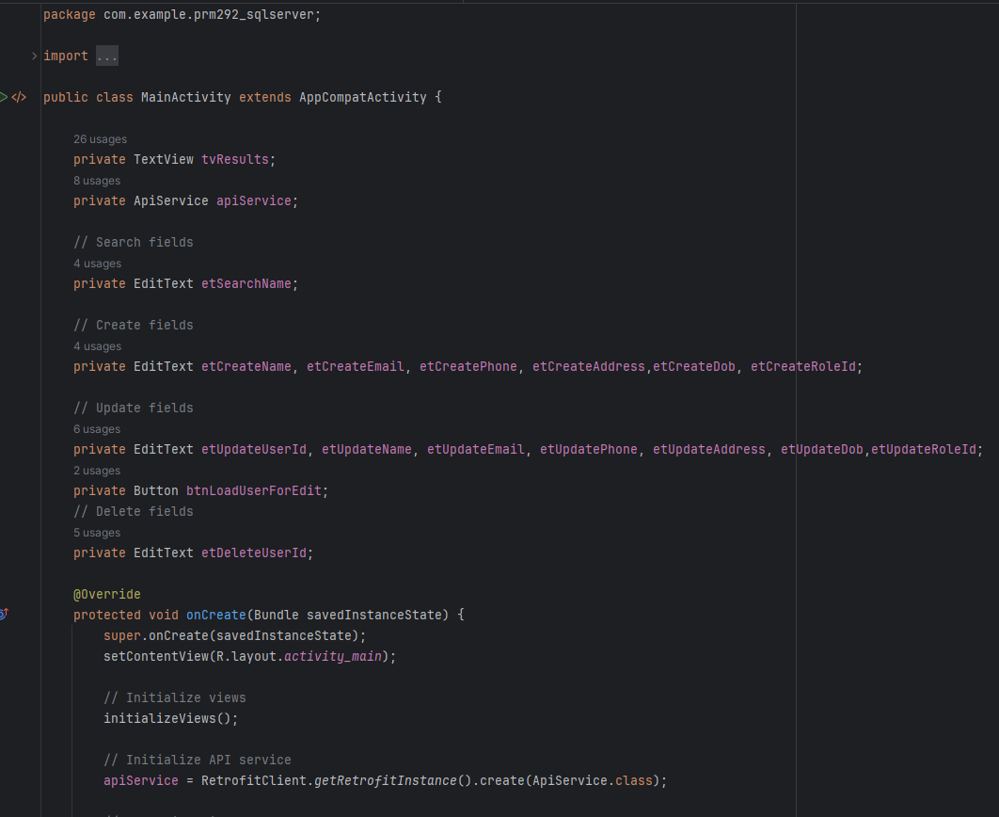 package com.example.prm292_sqlserver;
import ...
public class MainActivity extends AppCompatActivity {
26 usages
private TextView tvResults;
8 usages
private ApiService apiService;
// Search fields
4 usages
private EditText etSearchName;
// Create fields
4 usages
private EditText etCreateName, etCreateEmail, etCreatePhone, etCreateAddress,etCreateDob, etCreateRoleId;
// Update fields
6 usages
private EditText etUpdateUserId, etUpdateName, etUpdateEmail, etUpdatePhone, etUpdateAddress, etUpdateDob,etUpdateRoleId;
2 usages
private Button btnLoadUserForEdit;
// Delete fields
5 usages
private EditText etDeleteUserId;
@Override
protected void onCreate(Bundle savedInstanceState) {
super.onCreate(savedInstanceState);
setContentView(R.layout.activity_main);
// Initialize views
initializeViews();
// Initialize API service
apiService = RetrofitClient.getRetrofitInstance().create(ApiService.class);